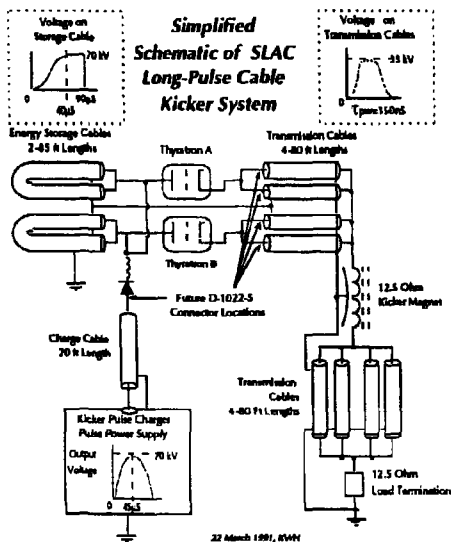 Voltage on
Storage Cable
70 kV
0
40µS
90µS
Simplified
Schematic of SLAC
Long-Pulse Cable
Kicker System
Voltage on
Transmission Cables
35 kV
0
Energy Storage Cables
2-85 ft Lengths
Thyratron A
Transmission Cables
4-80 ft Lengths
Thyratron B
Future D-1022-S
Connector Locations
12.5 Ohm
Kicker Magnet
Charge Cable
20 ft Length
Transmission
Cables
4-80 ft Lengths
Kicker Pulse Charger
Pulse Power Supply
Output
Voltage
70 kV
0
45µS
12.5 Ohm
Load Termination
22 March 1991, KWH